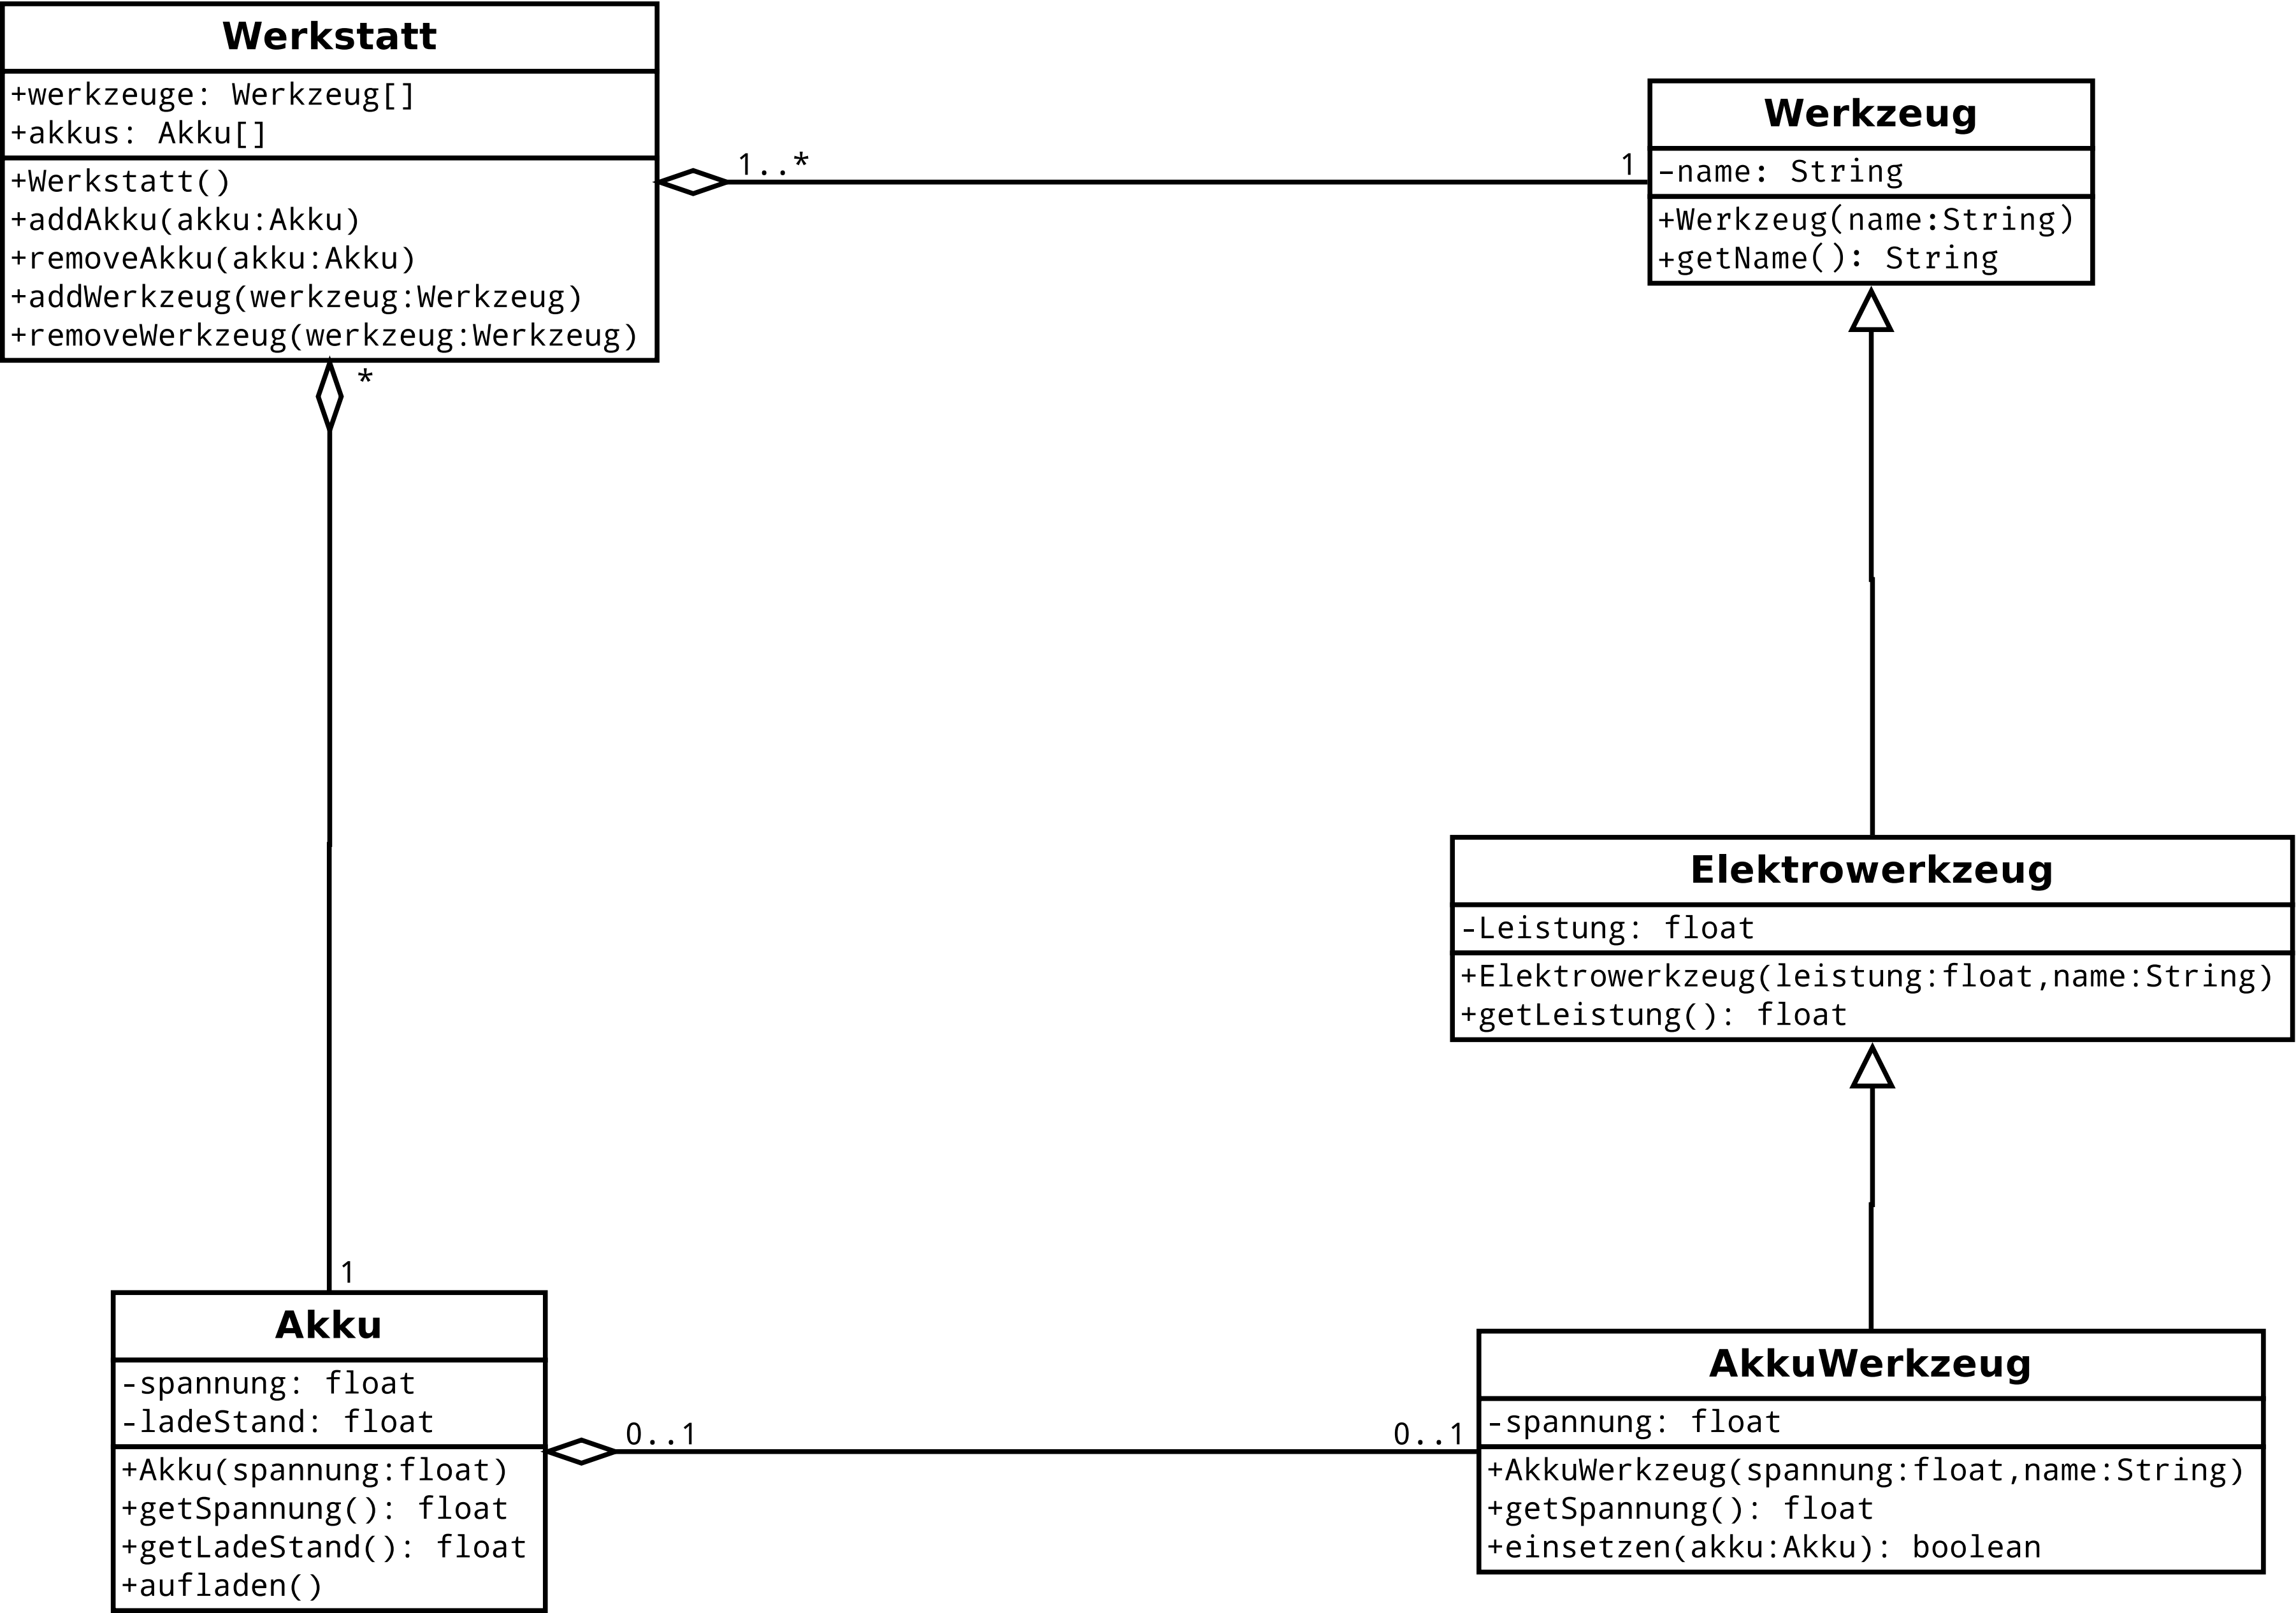 Werkstatt
+werkzeuge: Werkzeug[]
+akkus: Akku[]
+Werkstatt()
+addAkku(akku:Akku)
+removeAkku(akku:Akku)
+addWerkzeug(werkzeug:Werkzeug)
+removeWerkzeug(werkzeug:Werkzeug)
1..*
1
Werkzeug
-name: String
+Werkzeug(name:String)
+getName(): String
*
1
Elektrowerkzeug
-Leistung: float
+Elektrowerkzeug(leistung:float,name:String)
+getLeistung(): float
Akku
-spannung: float
-ladeStand: float
+Akku(spannung:float)
+getSpannung(): float
+getLadeStand(): float
+aufladen()
0..1
0..1
AkkuWerkzeug
-spannung: float
+AkkuWerkzeug(spannung:float,name:String)
+getSpannung(): float
+einsetzen(akku:Akku): boolean